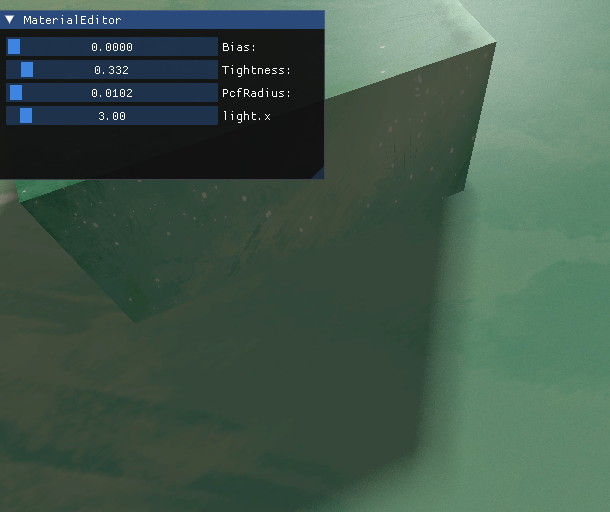 MaterialEditor
0.0000 Bias:
0.332 Tightness:
0.0102 PcfRadius:
3.00 light.x